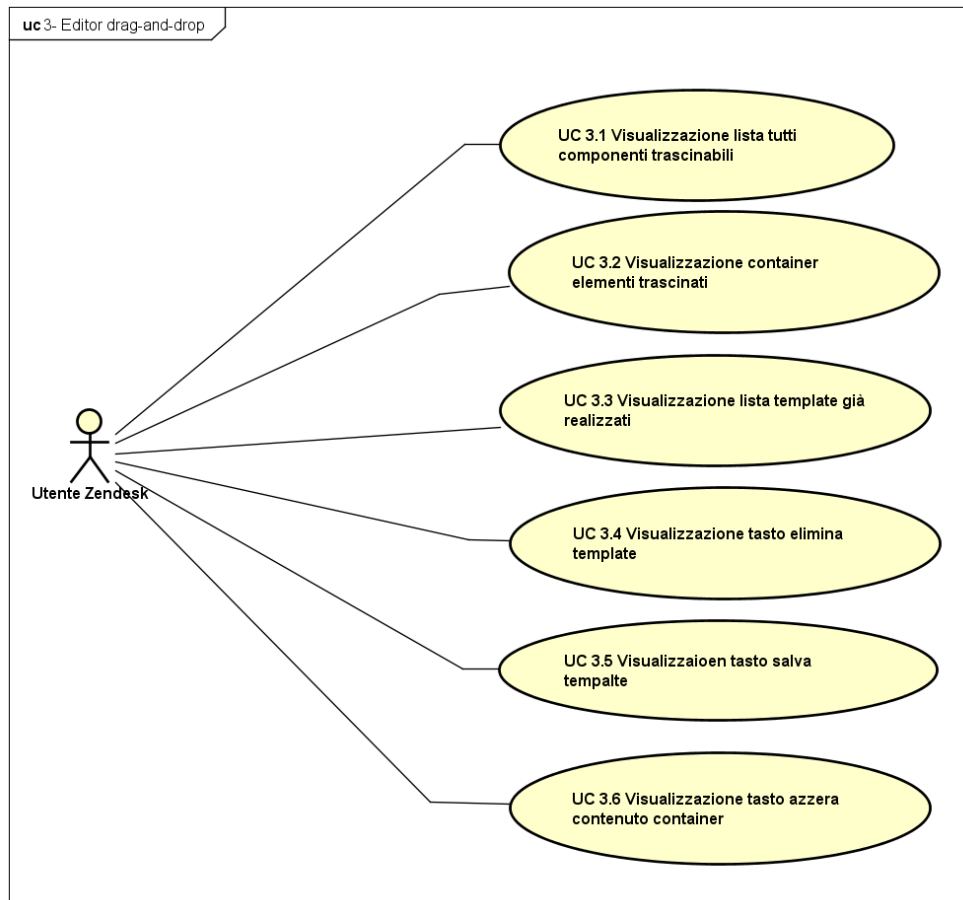 uc 3- Editor drag-and-drop
UC 3.1 Visualizzazione lista tutti
componenti trascinabili
UC 3.2 Visualizzazione container
elementi trascinati
UC 3.3 Visualizzazione lista template già
realizzati
Utente Zendesk
UC 3.4 Visualizzazione tasto elimina
template
UC 3.5 Visualizzaioen tasto salva
tempalte
UC 3.6 Visualizzazione tasto azzera
contenuto container